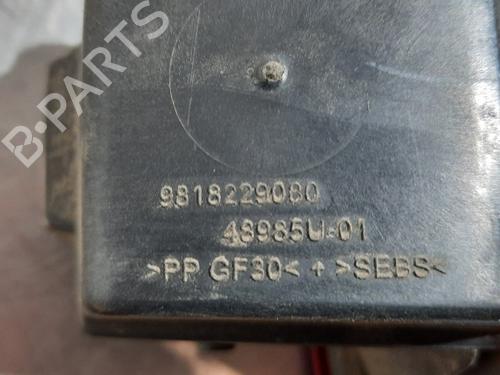 B-PARTS
9818229080
48985U-01
>PP GF30< + >SEBS<